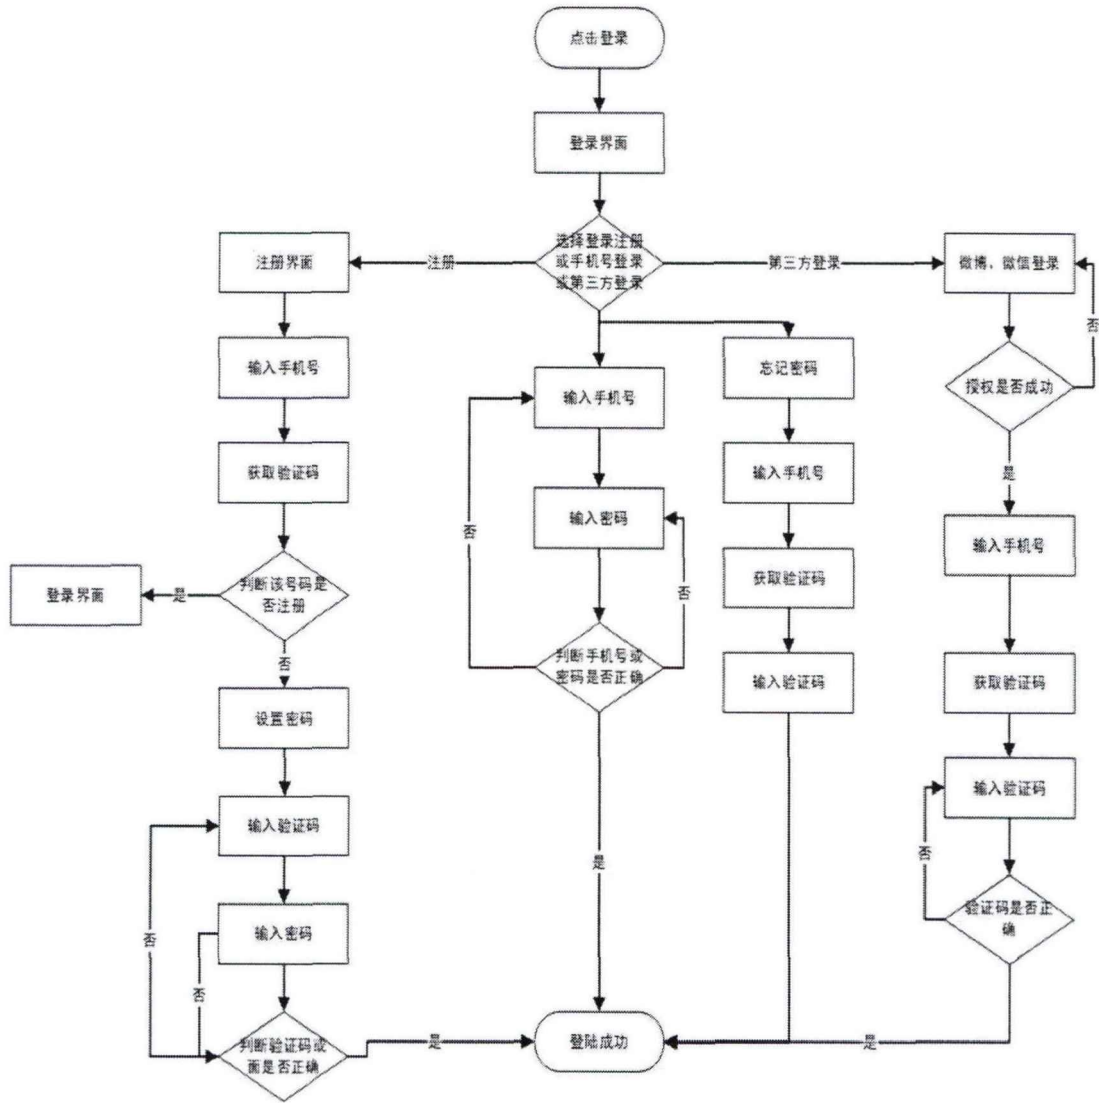 点击登录
登录界面
选择登录注册
或手机号登录
或第三方登录
注册
第三方登录
注册界面
输入手机号
获取验证码
判断该号码是
否注册
是
登录界面
否
设置密码
输入验证码
输入密码
否
否
判断验证码或
面是否正确
是
输入手机号
输入密码
否
否
判断手机号或
密码是否正确
是
忘记密码
输入手机号
获取验证码
输入验证码
微博、微信登录
否
授权是否成功
是
输入手机号
获取验证码
输入验证码
否
验证码是否正
确
是
登陆成功